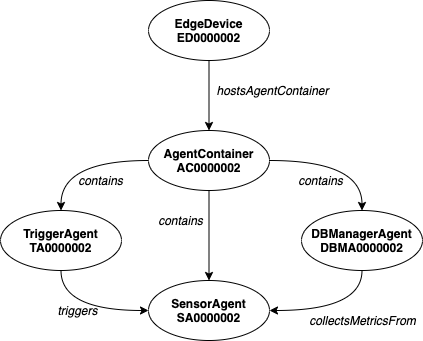 EdgeDevice
ED0000002
hostsAgentContainer
AgentContainer
AC0000002
contains
contains
contains
TriggerAgent
TA0000002
DBManagerAgent
DBMA0000002
SensorAgent
SA0000002
triggers
collectsMetricsFrom